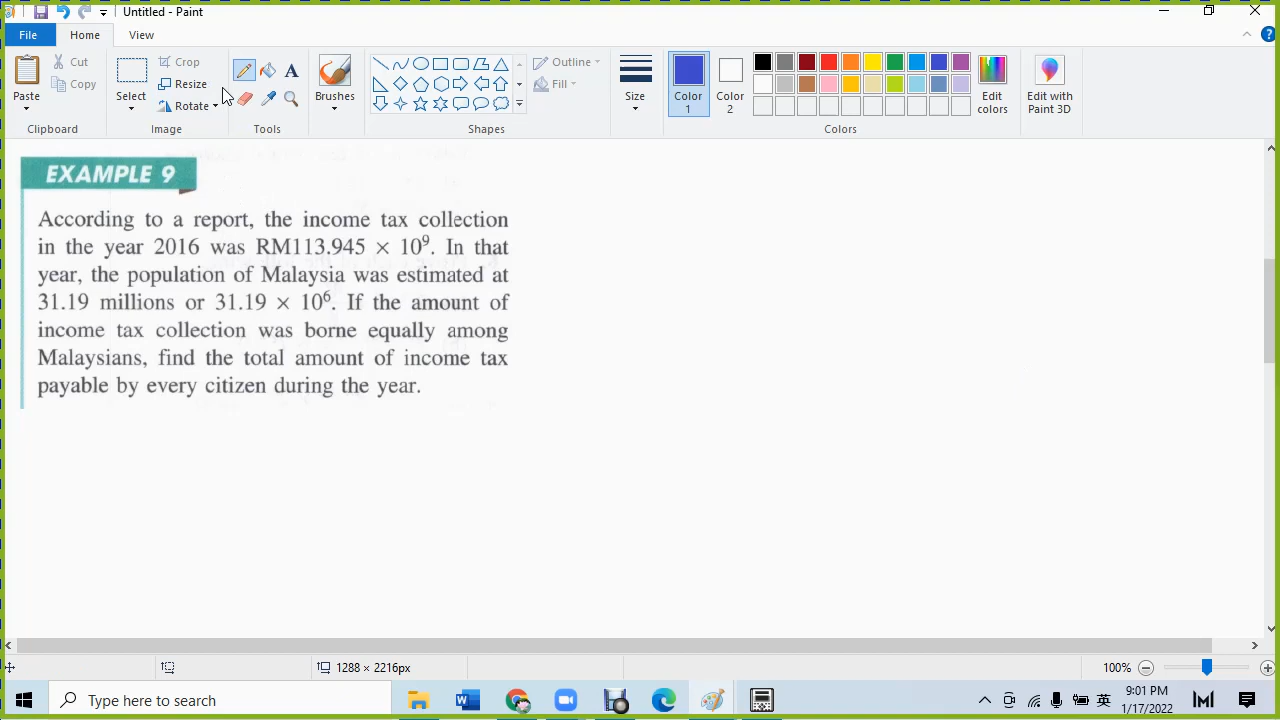 Untitled - Paint
File
Home
View
Paste
Cut
Copy
Clipboard
Select
Crop
Resize
Rotate
Image
Tools
Brushes
Shapes
Outline
Fill
Size
Color 1
Color 2
Edit colors
Edit with Paint 3D
Colors
EXAMPLE 9
According to a report, the income tax collection
in the year 2016 was RM113.945 × 10⁹. In that
year, the population of Malaysia was estimated at
31.19 millions or 31.19 × 10⁶. If the amount of
income tax collection was borne equally among
Malaysians, find the total amount of income tax
payable by every citizen during the year.
1288 × 2216px
100%
Type here to search
英
9:01 PM
1/17/2022